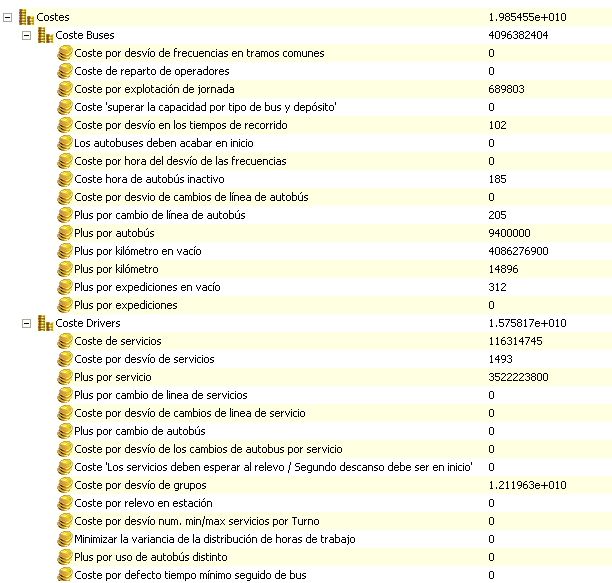 Costes 1.985455e+010
Coste Buses 4096382404
Coste por desvío de frecuencias en tramos comunes 0
Coste de reparto de operadores 0
Coste por explotación de jornada 689803
Coste 'superar la capacidad por tipo de bus y depósito' 0
Coste por desvío en los tiempos de recorrido 102
Los autobuses deben acabar en inicio 0
Coste por hora del desvío de las frecuencias 0
Coste hora de autobús inactivo 185
Coste por desvio de cambios de línea de autobús 0
Plus por cambio de línea de autobús 205
Plus por autobús 9400000
Plus por kilómetro en vacío 4086276900
Plus por kilómetro 14896
Plus por expediciones en vacío 312
Plus por expediciones 0
Coste Drivers 1.575817e+010
Coste de servicios 116314745
Coste por desvío de servicios 1493
Plus por servicio 3522223800
Plus por cambio de linea de servicios 0
Coste por desvío de cambios de linea de servicio 0
Plus por cambio de autobús 0
Coste por desvío de los cambios de autobus por servicio 0
Coste 'Los servicios deben esperar al relevo / Segundo descanso debe ser en inicio' 0
Coste por desvío de grupos 1.211963e+010
Coste por relevo en estación 0
Coste por desvío num. min/max servicios por Turno 0
Minimizar la variancia de la distribución de horas de trabajo 0
Plus por uso de autobús distinto 0
Coste por defecto tiempo mínimo seguido de bus 0